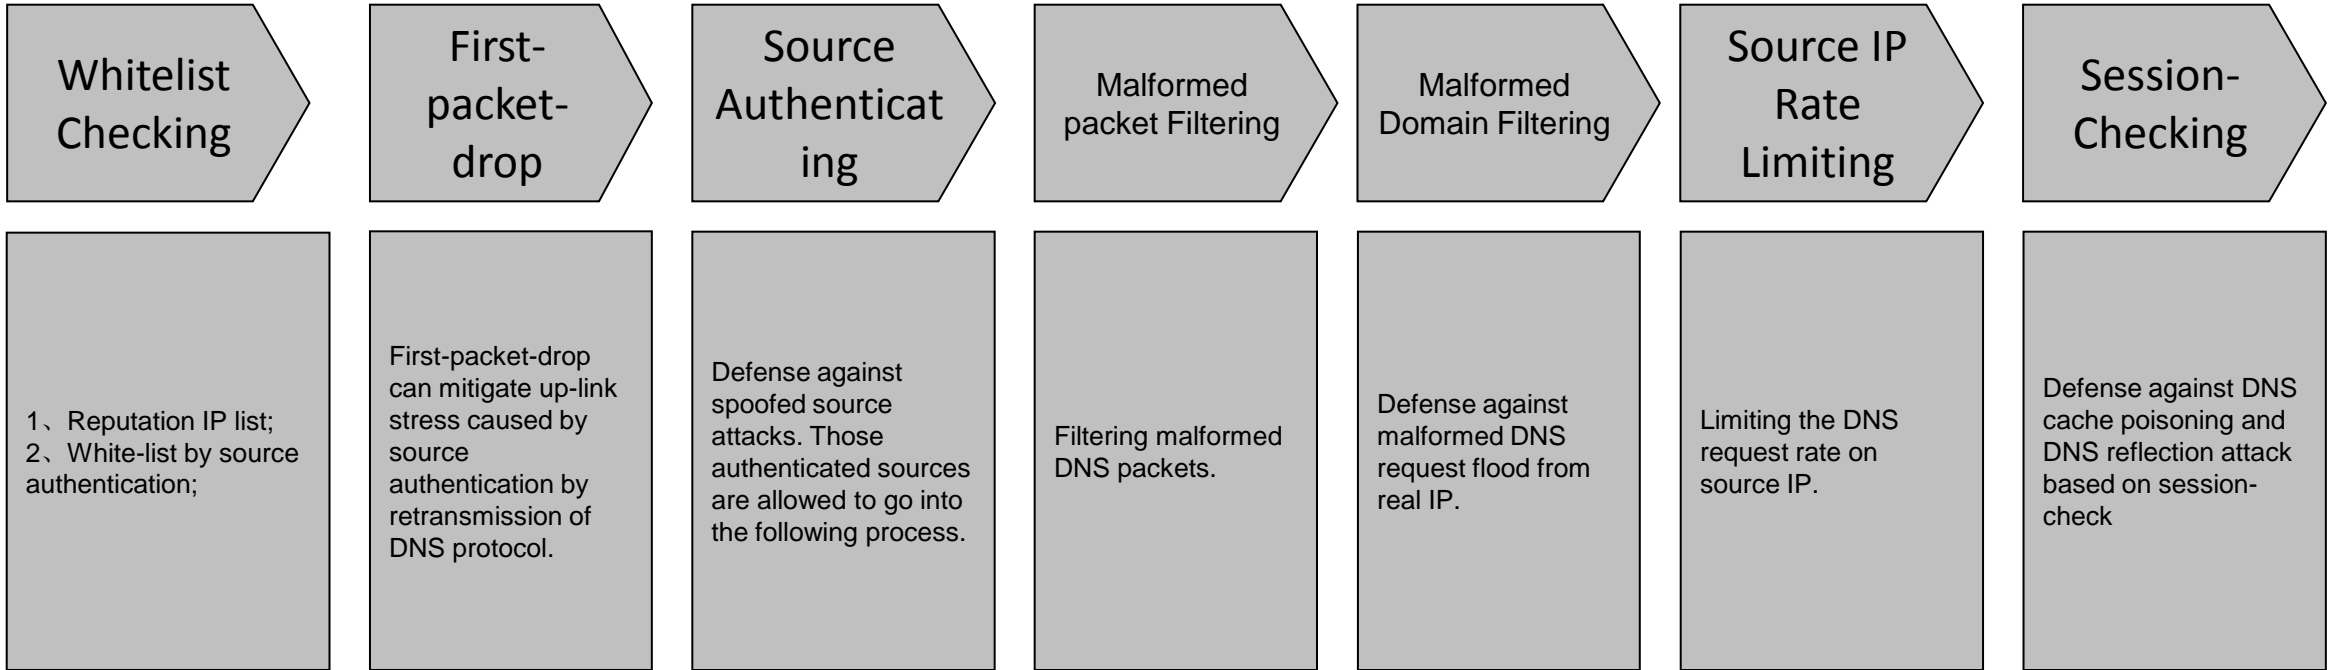 Whitelist
Checking
First-
packet-
drop
Source
Authenticat
ing
Malformed
packet Filtering
Malformed
Domain Filtering
Source IP
Rate
Limiting
Session-
Checking
1、Reputation IP list;
2、White-list by source
authentication;
First-packet-drop
can mitigate up-link
stress caused by
source
authentication by
retransmission of
DNS protocol.
Defense against
spoofed source
attacks. Those
authenticated sources
are allowed to go into
the following process.
Filtering malformed
DNS packets.
Defense against
malformed DNS
request flood from
real IP.
Limiting the DNS
request rate on
source IP.
Defense against DNS
cache poisoning and
DNS reflection attack
based on session-
check